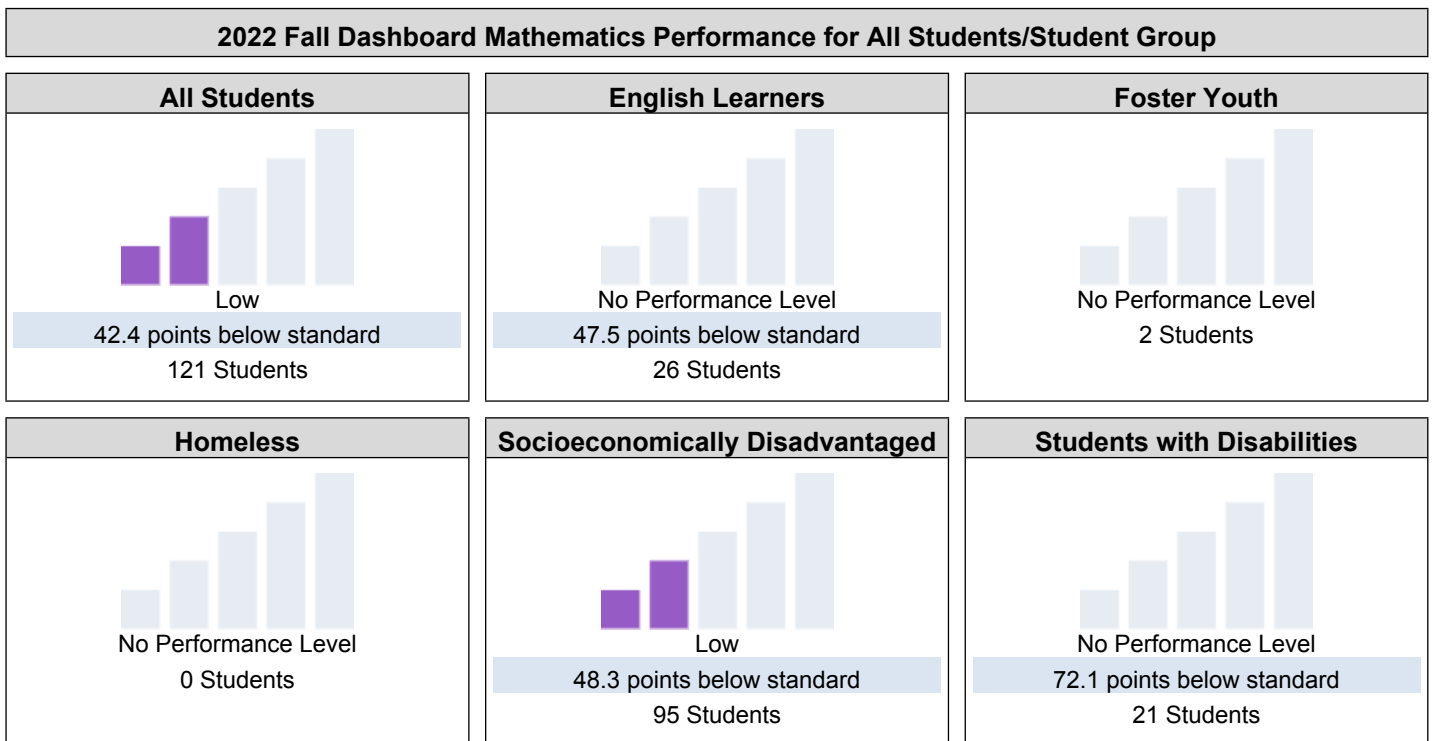 2022 Fall Dashboard Mathematics Performance for All Students/Student Group
All Students
Low
42.4 points below standard
121 Students
English Learners
No Performance Level
47.5 points below standard
26 Students
Foster Youth
No Performance Level
2 Students
Homeless
No Performance Level
0 Students
Socioeconomically Disadvantaged
Low
48.3 points below standard
95 Students
Students with Disabilities
No Performance Level
72.1 points below standard
21 Students